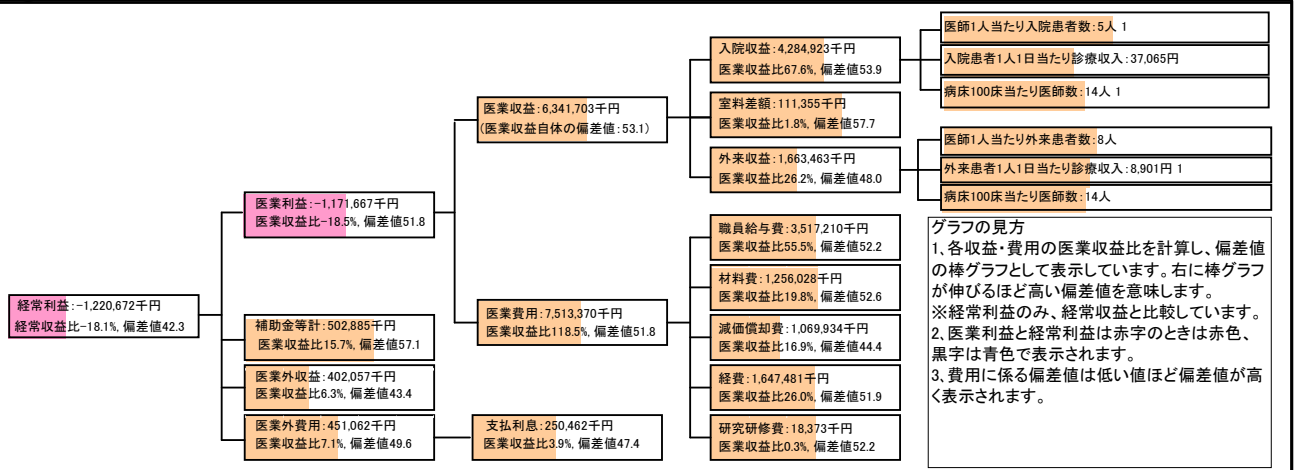 経常利益:-1,220,672千円
経常収益比-18.1%, 偏差値42.3
医業利益:-1,171,667千円
医業収益比-18.5%, 偏差値51.8
補助金等計:502,885千円
医業収益比15.7%, 偏差値57.1
医業外収益:402,057千円
医業収益比6.3%, 偏差値43.4
医業外費用:451,062千円
医業収益比7.1%, 偏差値49.6
医業収益:6,341,703千円
(医業収益自体の偏差値:53.1)
医業費用:7,513,370千円
医業収益比118.5%, 偏差値51.8
支払利息:250,462千円
医業収益比3.9%, 偏差値47.4
入院収益:4,284,923千円
医業収益比67.6%, 偏差値53.9
室料差額:111,355千円
医業収益比1.8%, 偏差値57.7
外来収益:1,663,463千円
医業収益比26.2%, 偏差値48.0
職員給与費:3,517,210千円
医業収益比55.5%, 偏差値52.2
材料費:1,256,028千円
医業収益比19.8%, 偏差値52.6
減価償却費:1,069,934千円
医業収益比16.9%, 偏差値44.4
経費:1,647,481千円
医業収益比26.0%, 偏差値51.9
研究研修費:18,373千円
医業収益比0.3%, 偏差値52.2
医師1人当たり入院患者数:5人 1
入院患者1人1日当たり診療収入:37,065円
病床100床当たり医師数:14人 1
医師1人当たり外来患者数:8人
外来患者1人1日当たり診療収入:8,901円 1
病床100床当たり医師数:14人
グラフの見方
1、各収益・費用の医業収益比を計算し、偏差値
の棒グラフとして表示しています。右に棒グラフ
が伸びるほど高い偏差値を意味します。
※経常利益のみ、経常収益と比較しています。
2、医業利益と経常利益は赤字のときは赤色、
黒字は青色で表示されます。
3、費用に係る偏差値は低い値ほど偏差値が高
く表示されます。